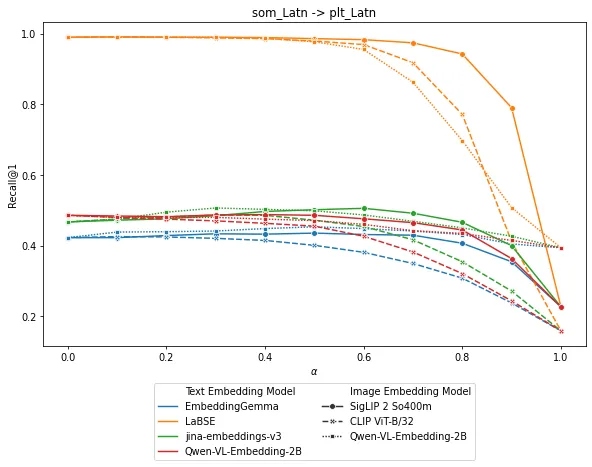 som_Latn -> plt_Latn
Recall@1
1.0
0.8
0.6
0.4
0.2
0.0 0.2 0.4 0.6 0.8 1.0
α
Text Embedding Model
EmbeddingGemma
LaBSE
jina-embeddings-v3
Qwen-VL-Embedding-2B
Image Embedding Model
SigLIP 2 So400m
CLIP ViT-B/32
Qwen-VL-Embedding-2B